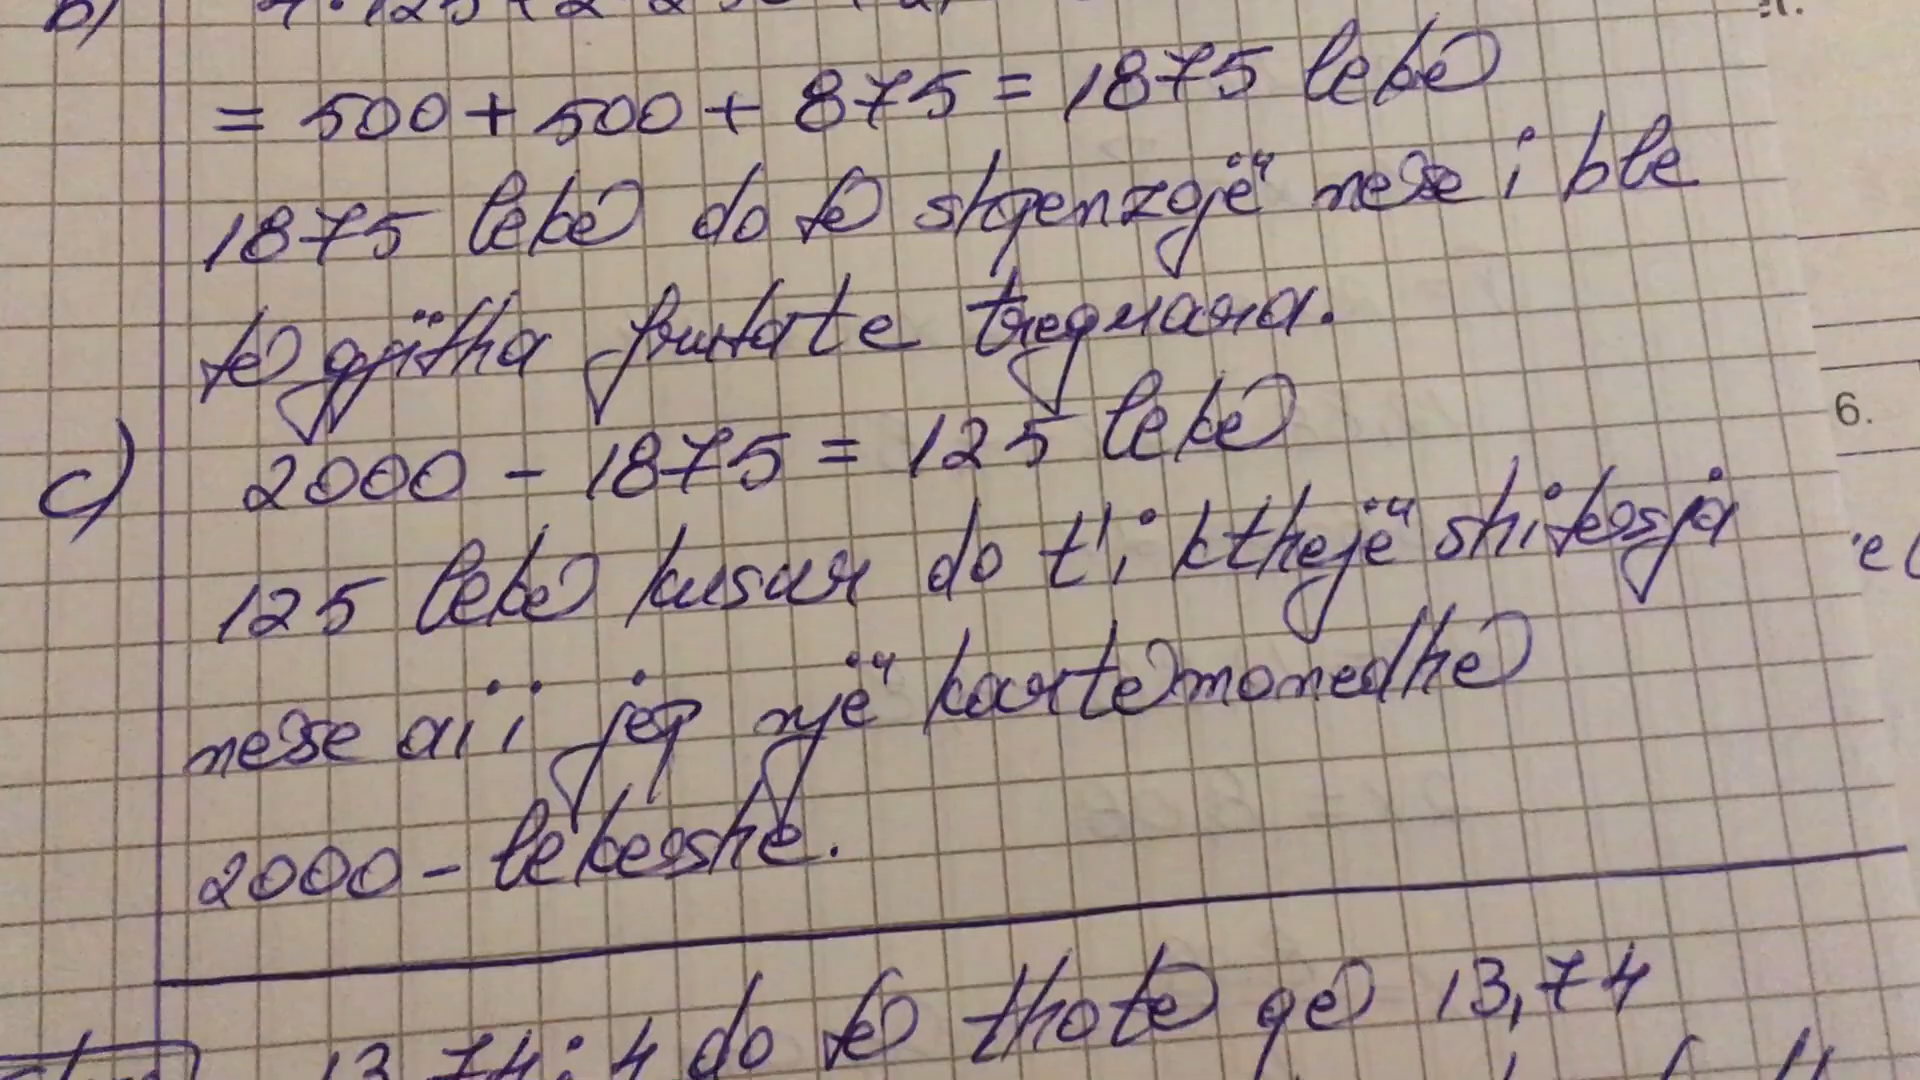 b)
= 500 + 500 + 875 = 1875 lekë
1875 lekë do të shpenzojë nëse i ble
të gjitha frutat e treguara.
c) 2000 - 1875 = 125 lekë
125 lekë kusur do t'i kthejë shitësja
nëse ai i jep një kartëmonedhë
2000 - lekëshe.
13,74 : 4 do të thotë që 13,74
6.